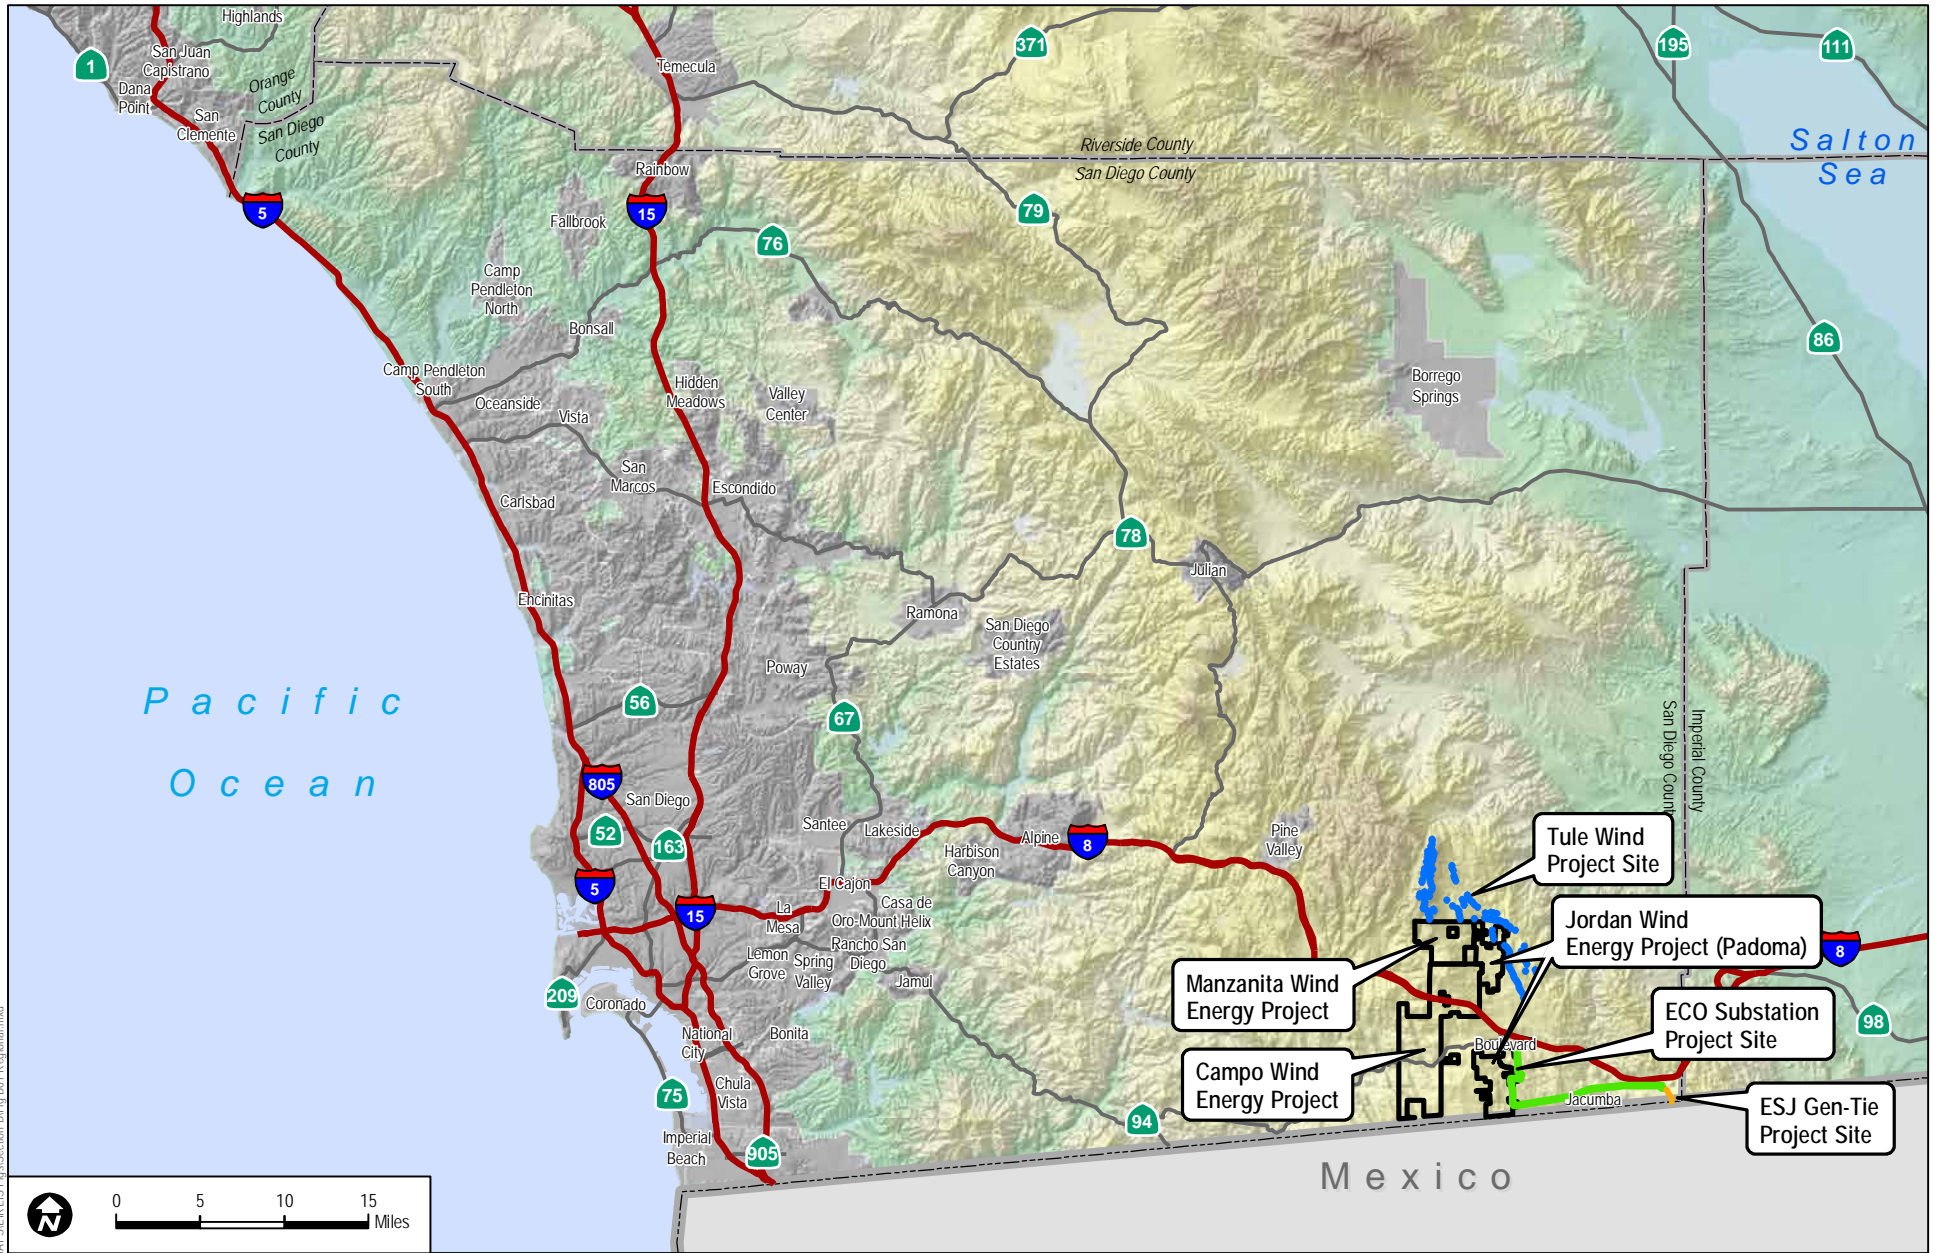 Highlands
1
San Juan
Capistrano
Dana
Point
San
Clemente
Orange
County
San Diego
County
Temecula
371
195
111
Riverside County
San Diego County
Salton
Sea
Rainbow
5
15
Fallbrook
76
79
Camp
Pendleton
North
Bonsall
86
Camp Pendleton
South
Oceanside
Vista
Hidden
Meadows
Valley
Center
Borrego
Springs
San
Marcos
Escondido
Carlsbad
78
Julian
Encinitas
Ramona
San Diego
Country
Estates
Poway
Pacific
Ocean
56
67
San Diego County
Imperial County
805
San Diego
52
163
Santee
Lakeside
Alpine
8
Harbison
Canyon
Pine
Valley
Tule Wind
Project Site
5
El Cajon
15
La
Mesa
Casa de
Oro-Mount Helix
Jordan Wind
Energy Project (Padoma)
8
Lemon
Grove
Spring
Valley
Rancho San
Diego
Jamul
Manzanita Wind
Energy Project
209
Coronado
National
City
Bonita
ECO Substation
Project Site
98
Boulevard
Campo Wind
Energy Project
75
Chula
Vista
94
Jacumba
ESJ Gen-Tie
Project Site
Imperial
Beach
905
Mexico
N
0 5 10 15
Miles